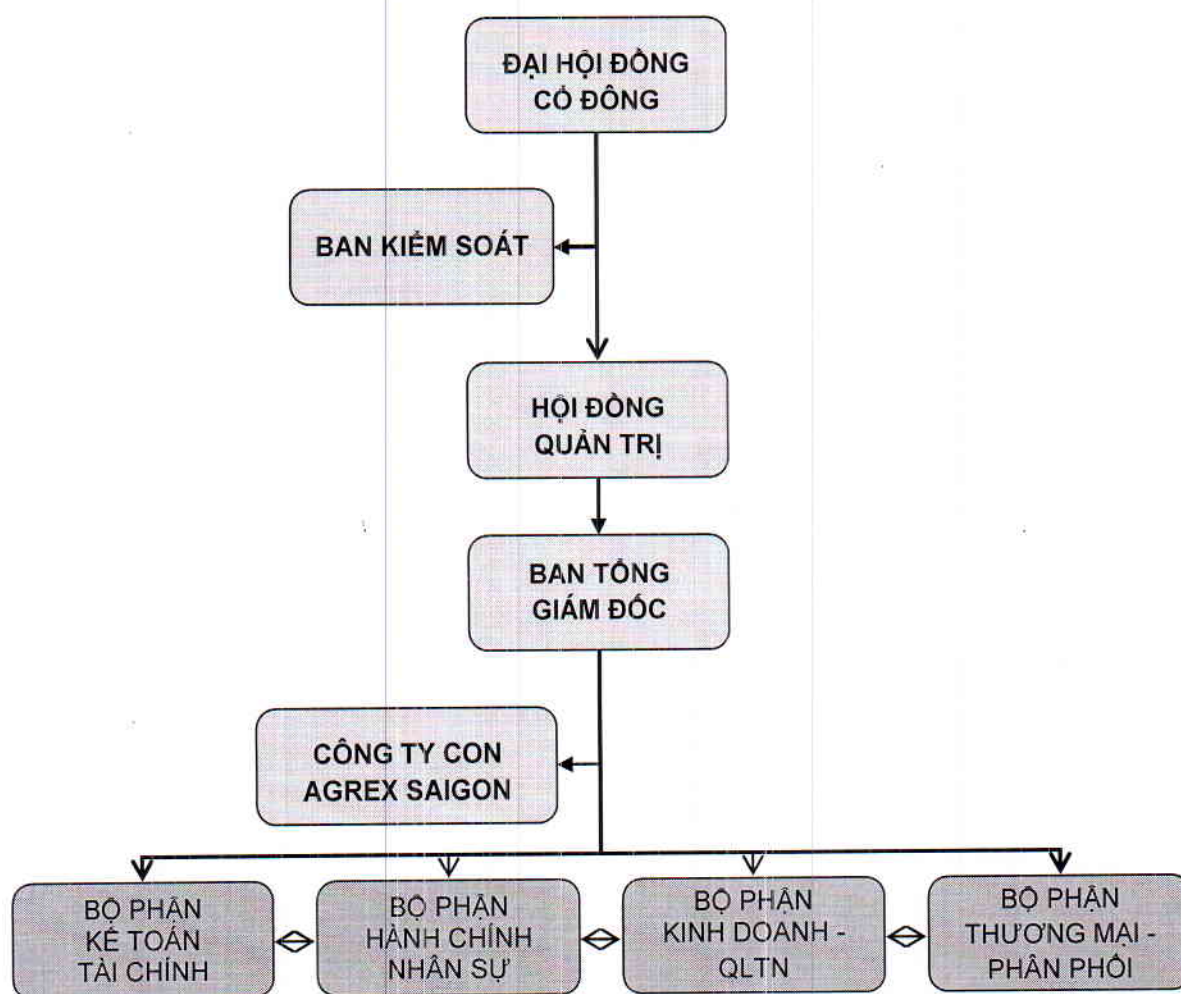 ĐẠI HỘI ĐỒNG
CỔ ĐÔNG
BAN KIỂM SOÁT
HỘI ĐỒNG
QUẢN TRỊ
BAN TỔNG
GIÁM ĐỐC
CÔNG TY CON
AGREX SAIGON
BỘ PHẬN
KẾ TOÁN
TÀI CHÍNH
BỘ PHẬN
HÀNH CHÍNH
NHÂN SỰ
BỘ PHẬN
KINH DOANH -
QLTN
BỘ PHẬN
THƯƠNG MẠI -
PHÂN PHỐI